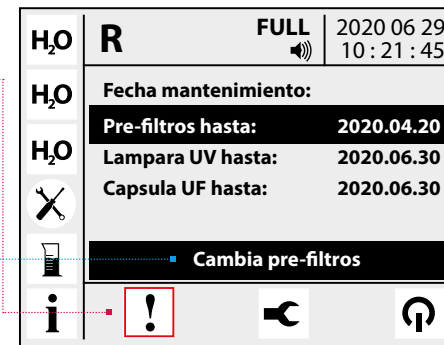 H₂O
R
FULL
2020 06 29
10 : 21 : 45
H₂O
Fecha mantenimiento:
Pre-filtros hasta: 2020.04.20
H₂O
Lampara UV hasta: 2020.06.30
Capsula UF hasta: 2020.06.30
Cambia pre-filtros
i
!